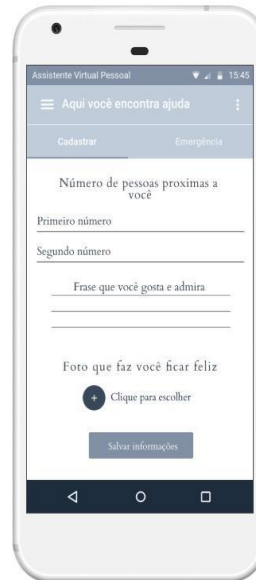 Assistente Virtual Pessoal 15:45
Aqui você encontra ajuda
Cadastrar Emergência
Número de pessoas proximas a
você
Primeiro número
Segundo número
Frase que você gosta e admira
Foto que faz você ficar feliz
+ Clique para escolher
Salvar informações